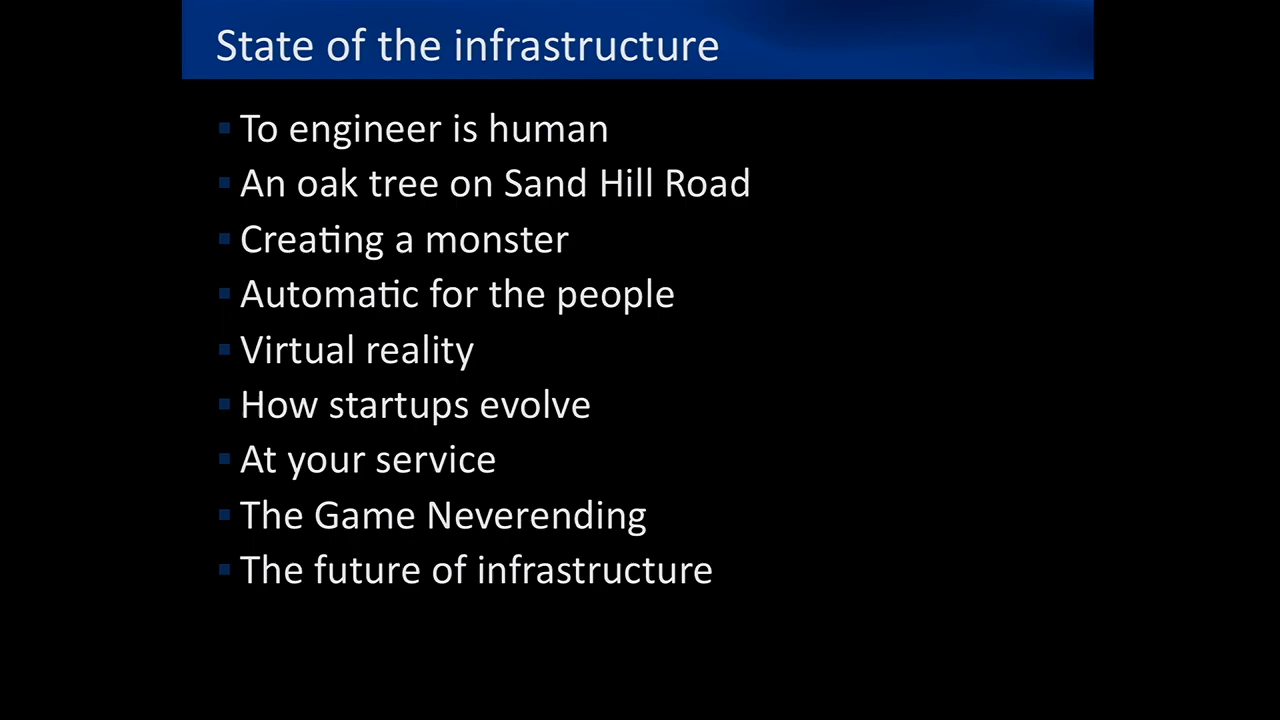 State of the infrastructure
To engineer is human
An oak tree on Sand Hill Road
Creating a monster
Automatic for the people
Virtual reality
How startups evolve
At your service
The Game Neverending
The future of infrastructure